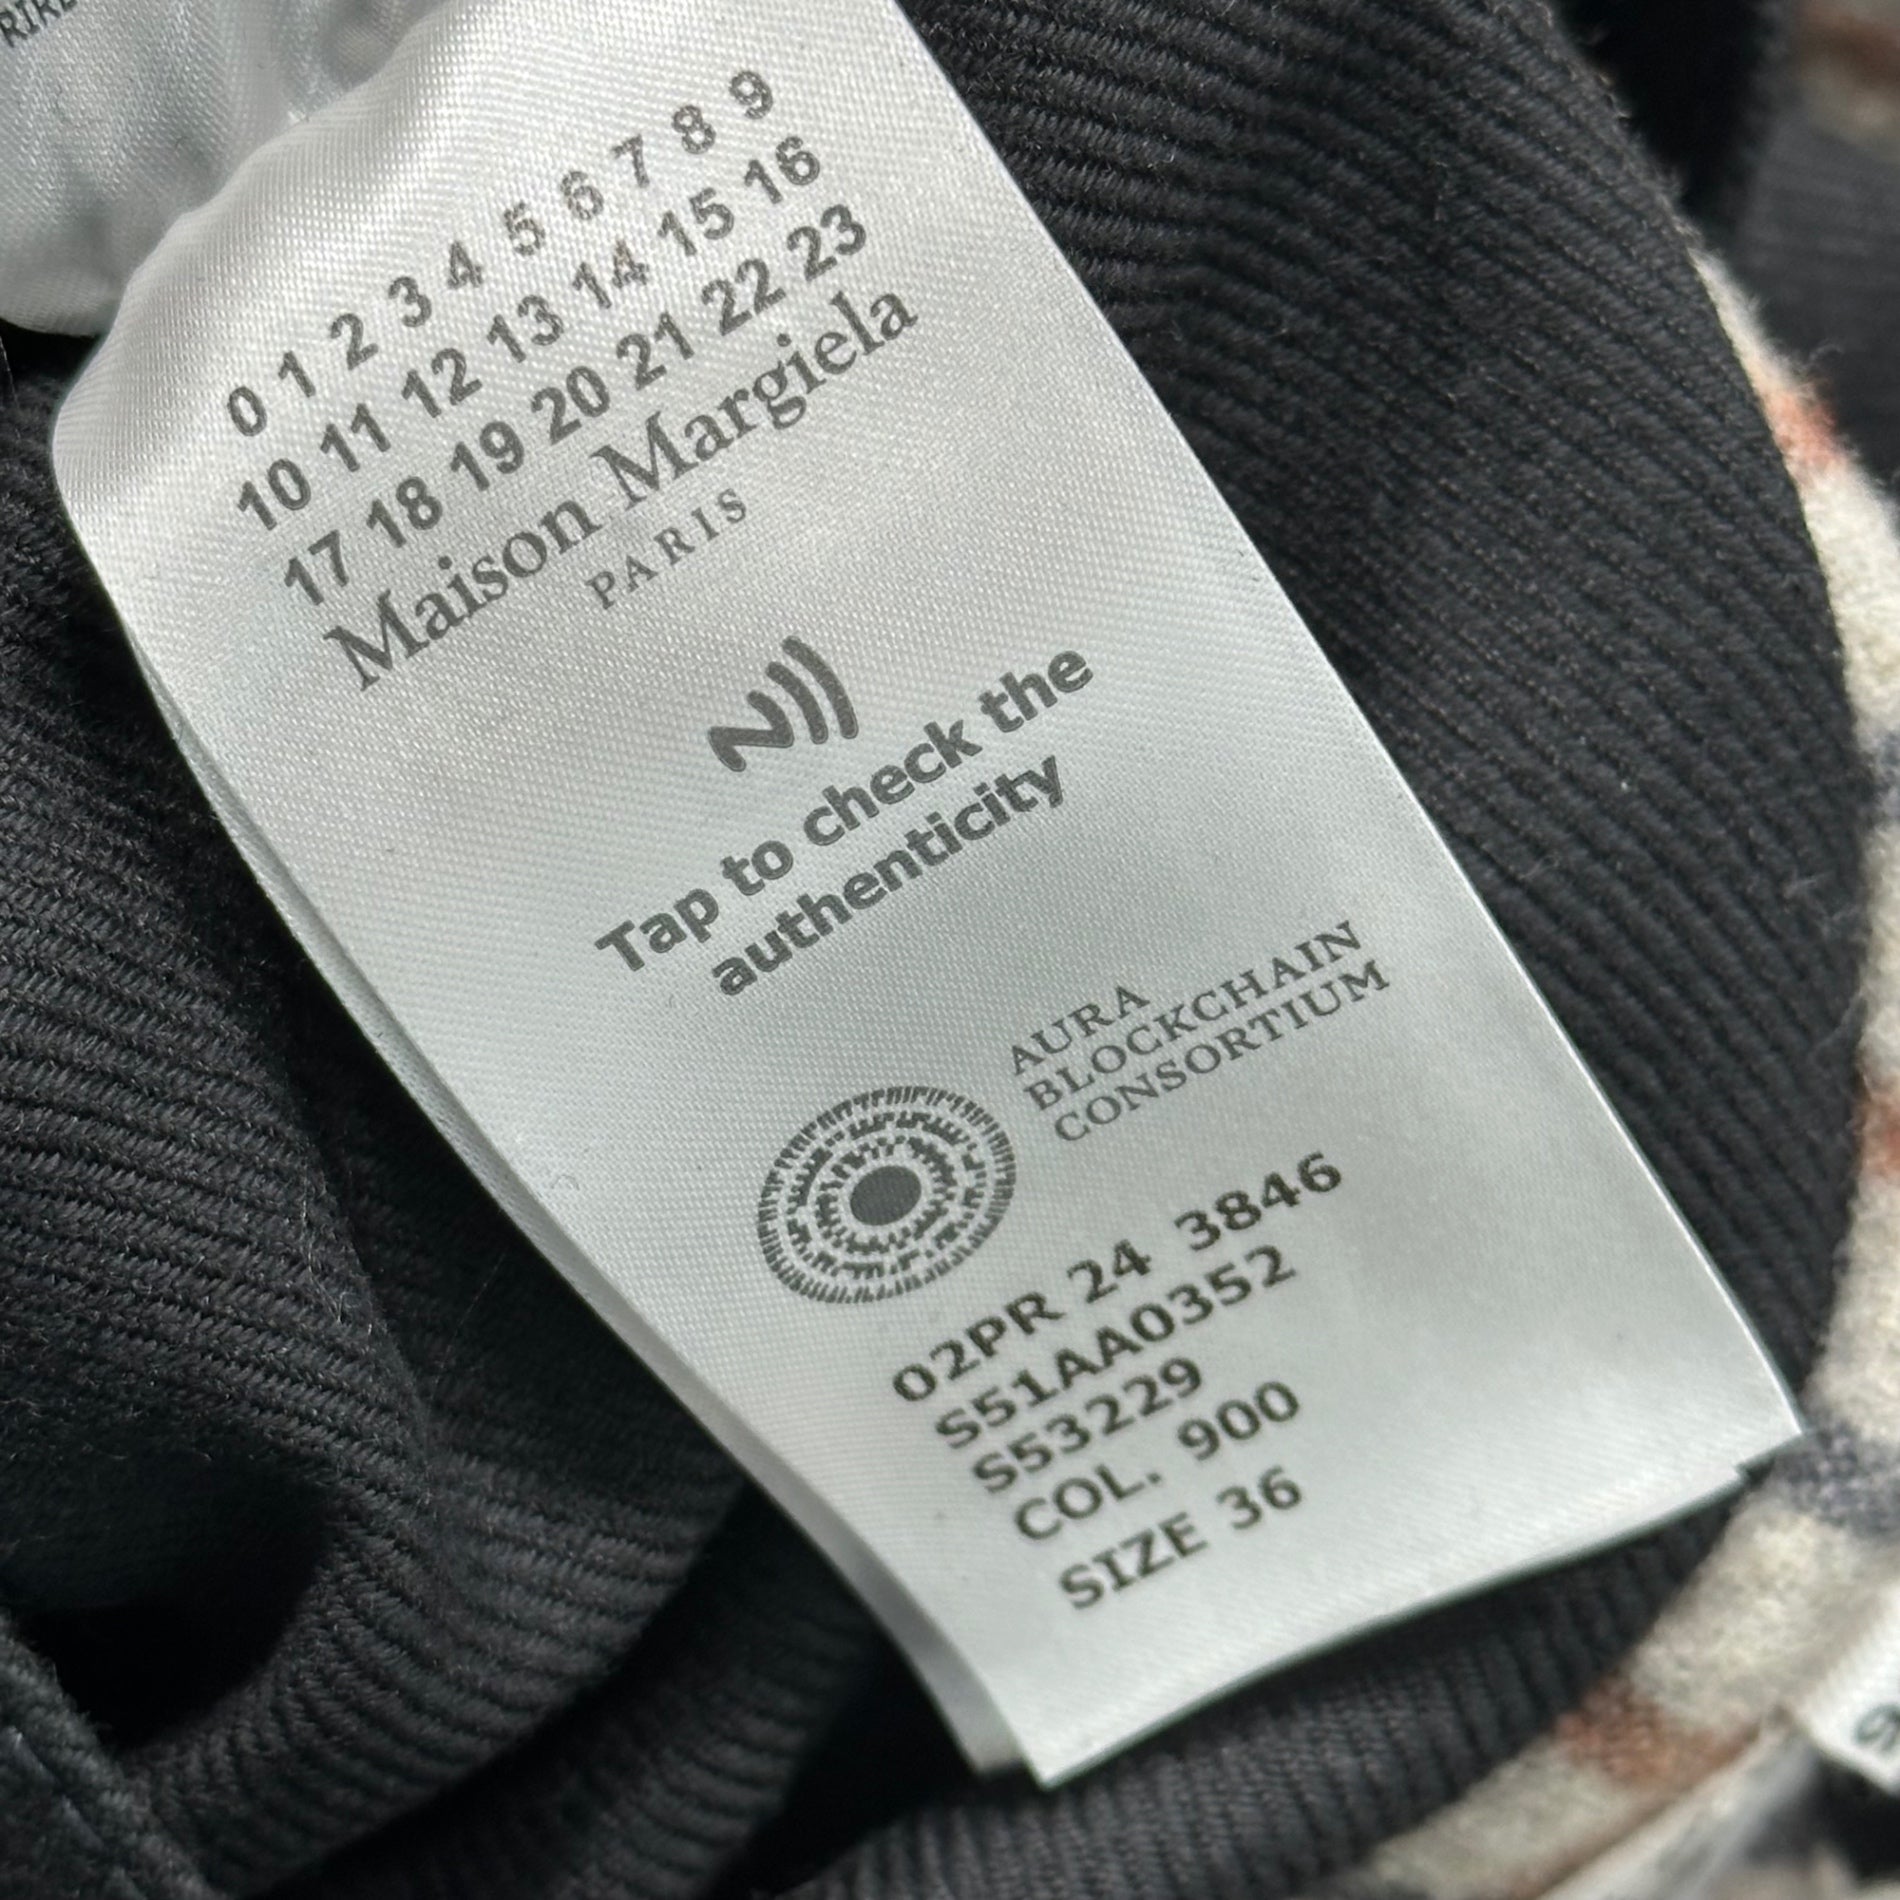 0 1 2 3 4 5 6 7 8 9
10 11 12 13 14 15 16
17 18 19 20 21 22 23
Maison Margiela
PARIS
Tap to check the
authenticity
AURA
BLOCKCHAIN
CONSORTIUM
02PR 24 3846
S51AA0352
S53229
COL. 900
SIZE 36